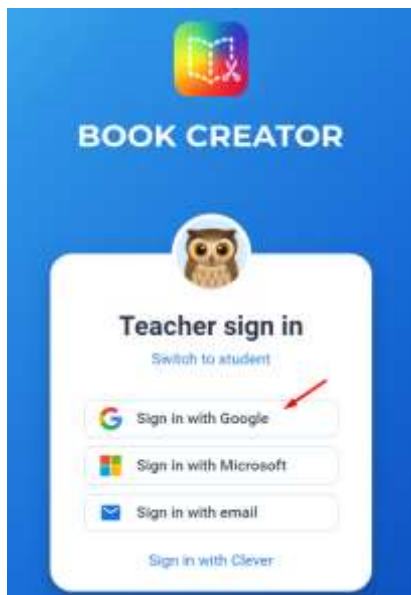 BOOK CREATOR
Teacher sign in
Switch to student
Sign in with Google
Sign in with Microsoft
Sign in with email
Sign in with Clever